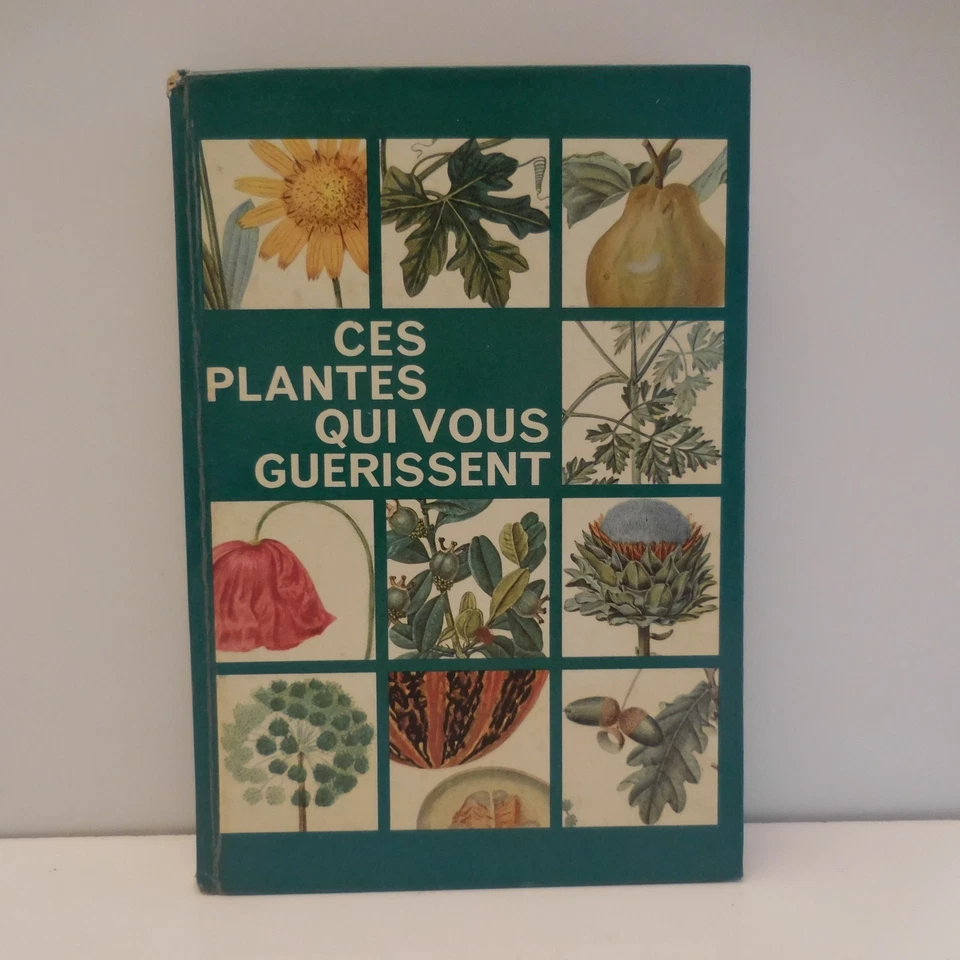 CES
PLANTES
QUI VOUS
GUERISSENT